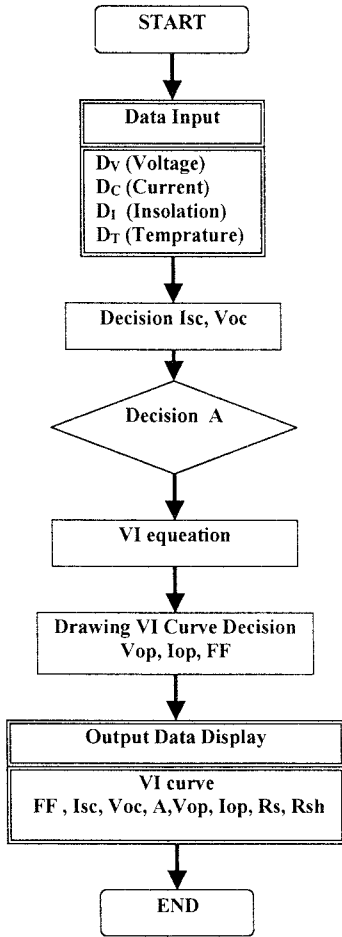 START
Data Input
Dv (Voltage)
Dc (Current)
DI (Insolation)
DT (Temprature)
Decision Isc, Voc
Decision A
VI equeation
Drawing VI Curve Decision
Vop, Iop, FF
Output Data Display
VI curve
FF , Isc, Voc, A,Vop, Iop, Rs, Rsh
END